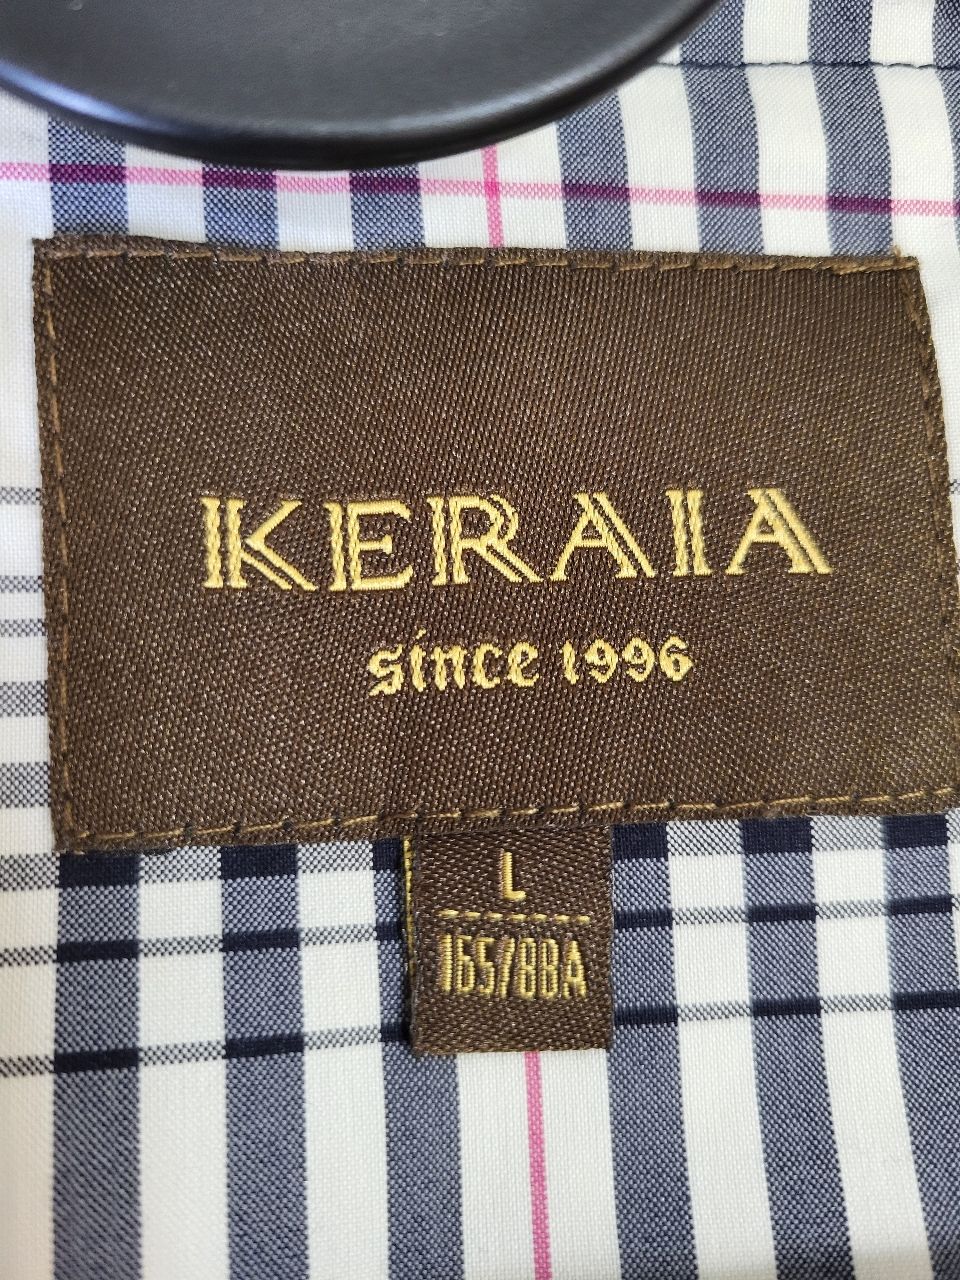 KERAIA
since 1996
L
165/88A